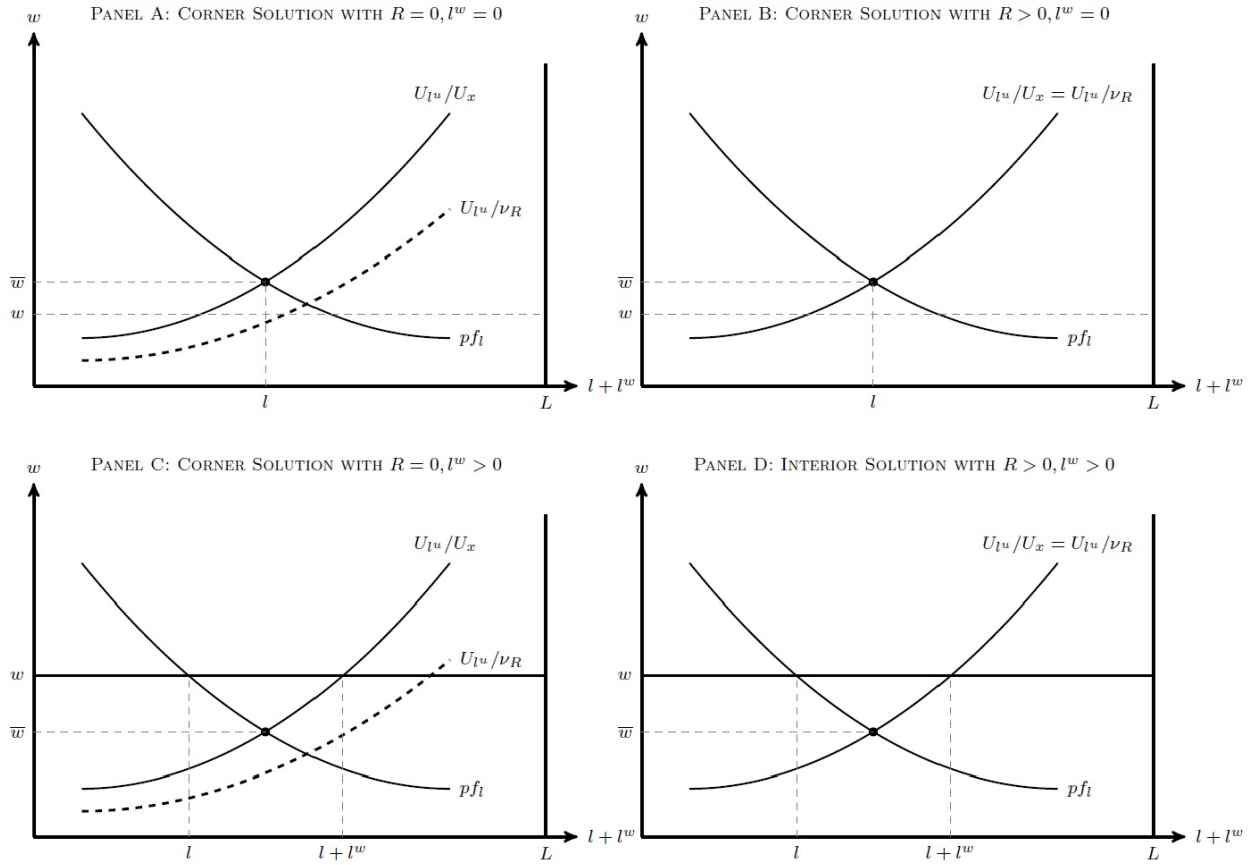 PANEL A: CORNER SOLUTION WITH R = 0, l^w = 0
w
U_{l^u}/U_x
U_{l^u}/ν_R
w̅
w
pf_l
l + l^w
l
L
PANEL B: CORNER SOLUTION WITH R > 0, l^w = 0
w
U_{l^u}/U_x = U_{l^u}/ν_R
w̅
w
pf_l
l + l^w
l
L
PANEL C: CORNER SOLUTION WITH R = 0, l^w > 0
w
U_{l^u}/U_x
U_{l^u}/ν_R
w
w̅
pf_l
l + l^w
l
l + l^w
L
PANEL D: INTERIOR SOLUTION WITH R > 0, l^w > 0
w
U_{l^u}/U_x = U_{l^u}/ν_R
w
w̅
pf_l
l + l^w
l
l + l^w
L